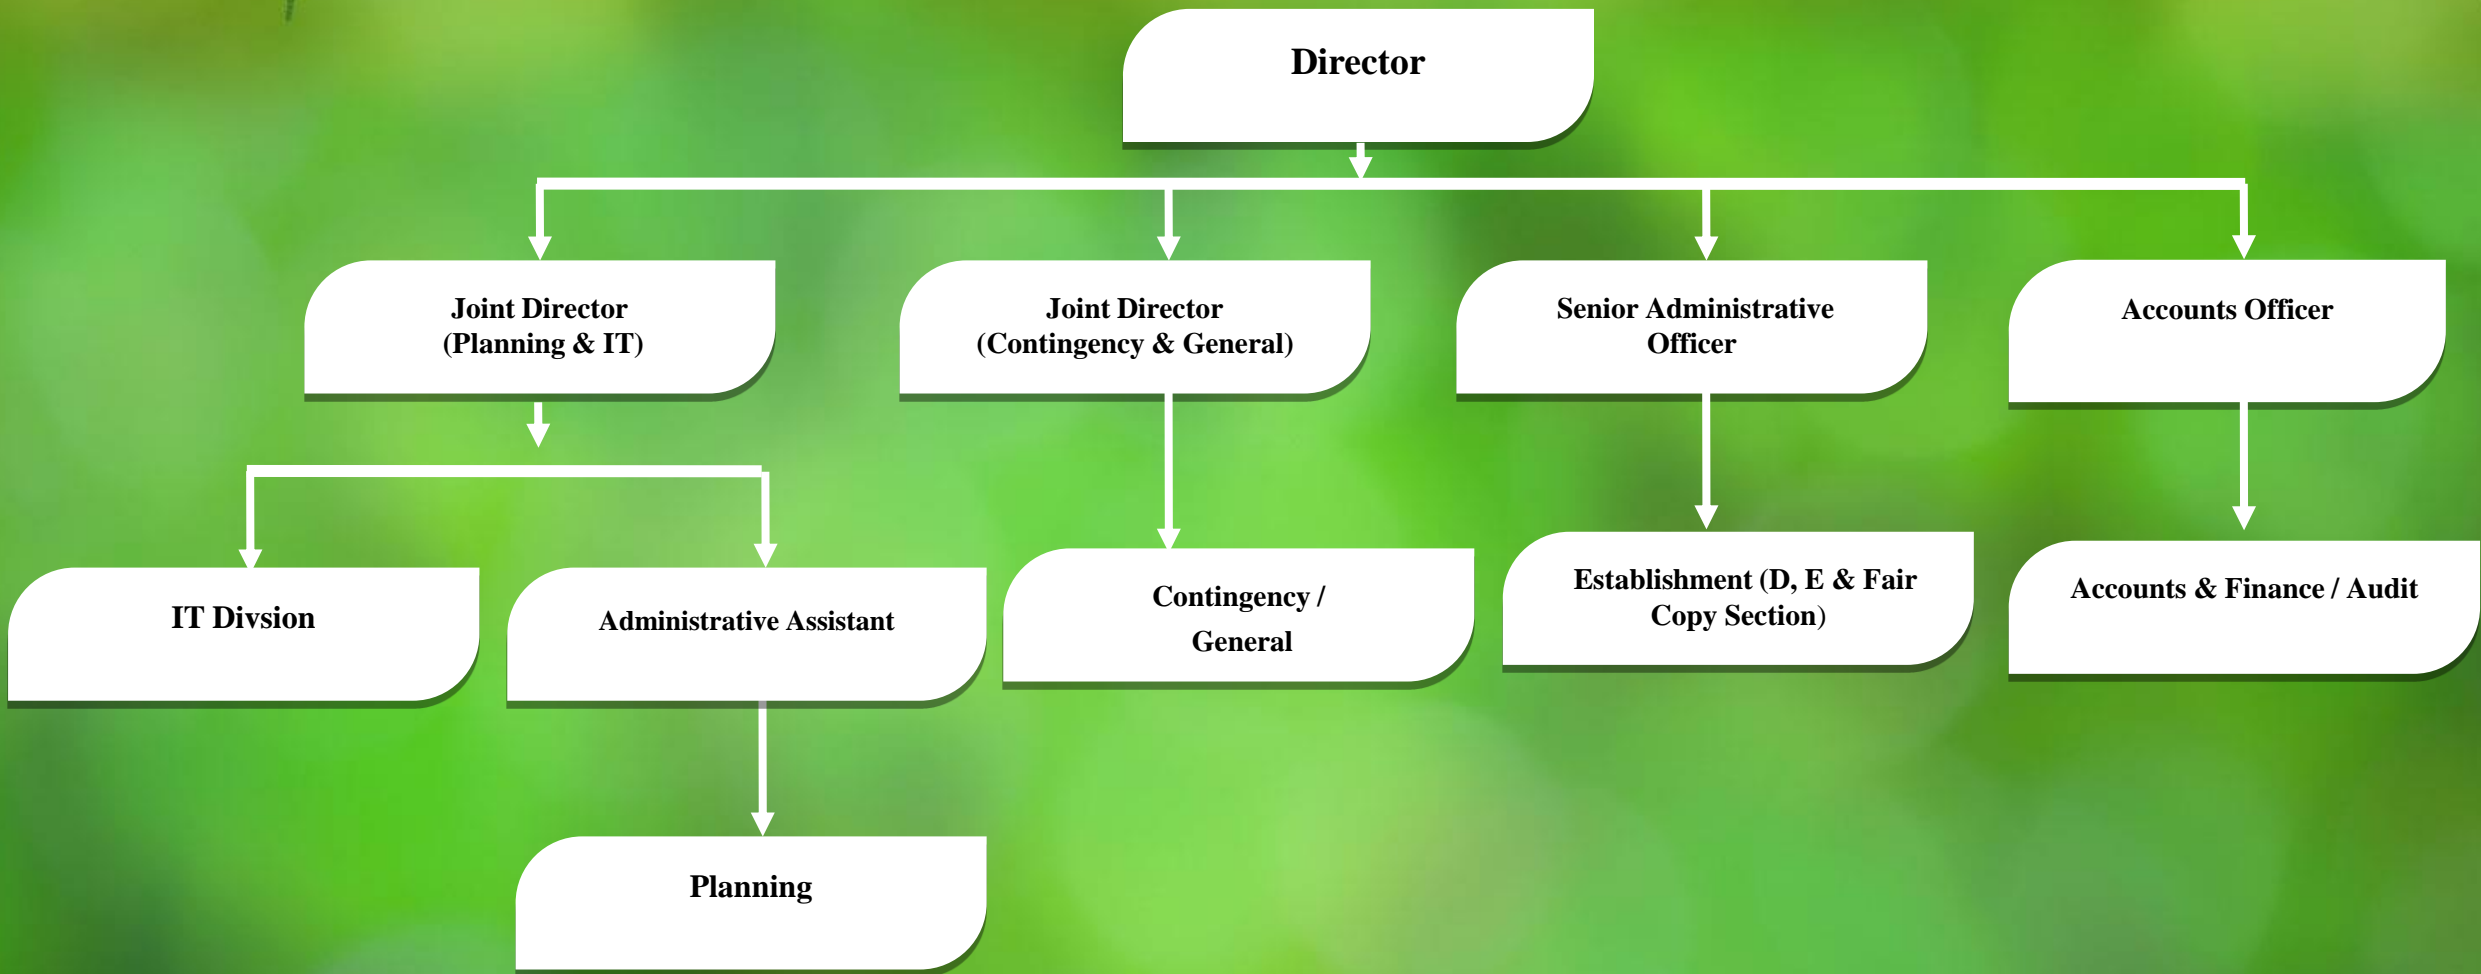 Director
Joint Director
(Planning & IT)
Joint Director
(Contingency & General)
Senior Administrative
Officer
Accounts Officer
IT Divsion
Administrative Assistant
Contingency /
General
Establishment (D, E & Fair
Copy Section)
Accounts & Finance / Audit
Planning